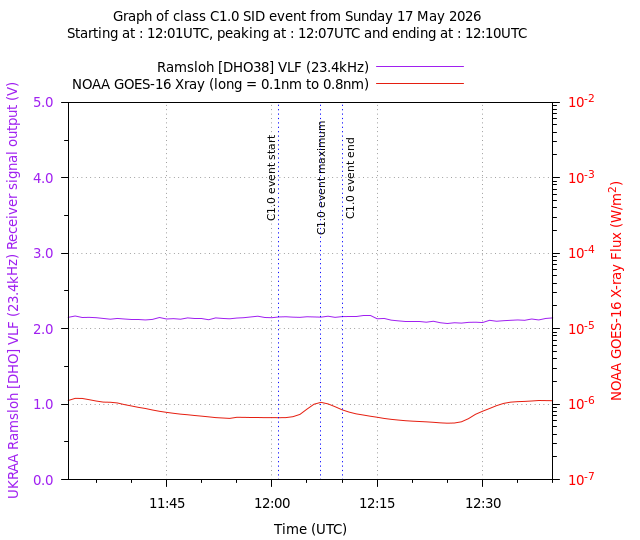 Graph of class C1.0 SID event from Sunday 17 May 2026
Starting at : 12:01UTC, peaking at : 12:07UTC and ending at : 12:10UTC
Ramsloh [DHO38] VLF (23.4kHz)
NOAA GOES-16 Xray (long = 0.1nm to 0.8nm)
UKRAA Ramsloh [DHO] VLF (23.4kHz) Receiver signal output (V)
5.0
4.0
3.0
2.0
1.0
0.0
C1.0 event start
C1.0 event maximum
C1.0 event end
10^-2
10^-3
10^-4
10^-5
10^-6
10^-7
NOAA GOES-16 X-ray Flux (W/m²)
11:45 12:00 12:15 12:30
Time (UTC)